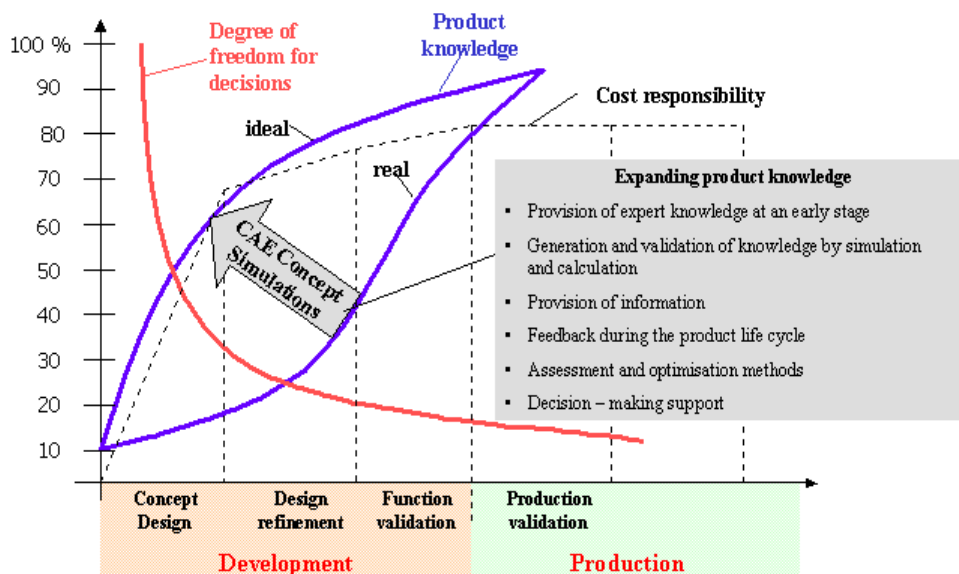 Degree of
freedom for
decisions
Product
knowledge
100 %
90
80
70
60
50
40
30
20
10
ideal
real
Cost responsibility
CAE Concept
Simulations
Expanding product knowledge
▪ Provision of expert knowledge at an early stage
▪ Generation and validation of knowledge by simulation
and calculation
▪ Provision of information
▪ Feedback during the product life cycle
▪ Assessment and optimisation methods
▪ Decision – making support
Concept
Design
Design
refinement
Function
validation
Production
validation
Development
Production